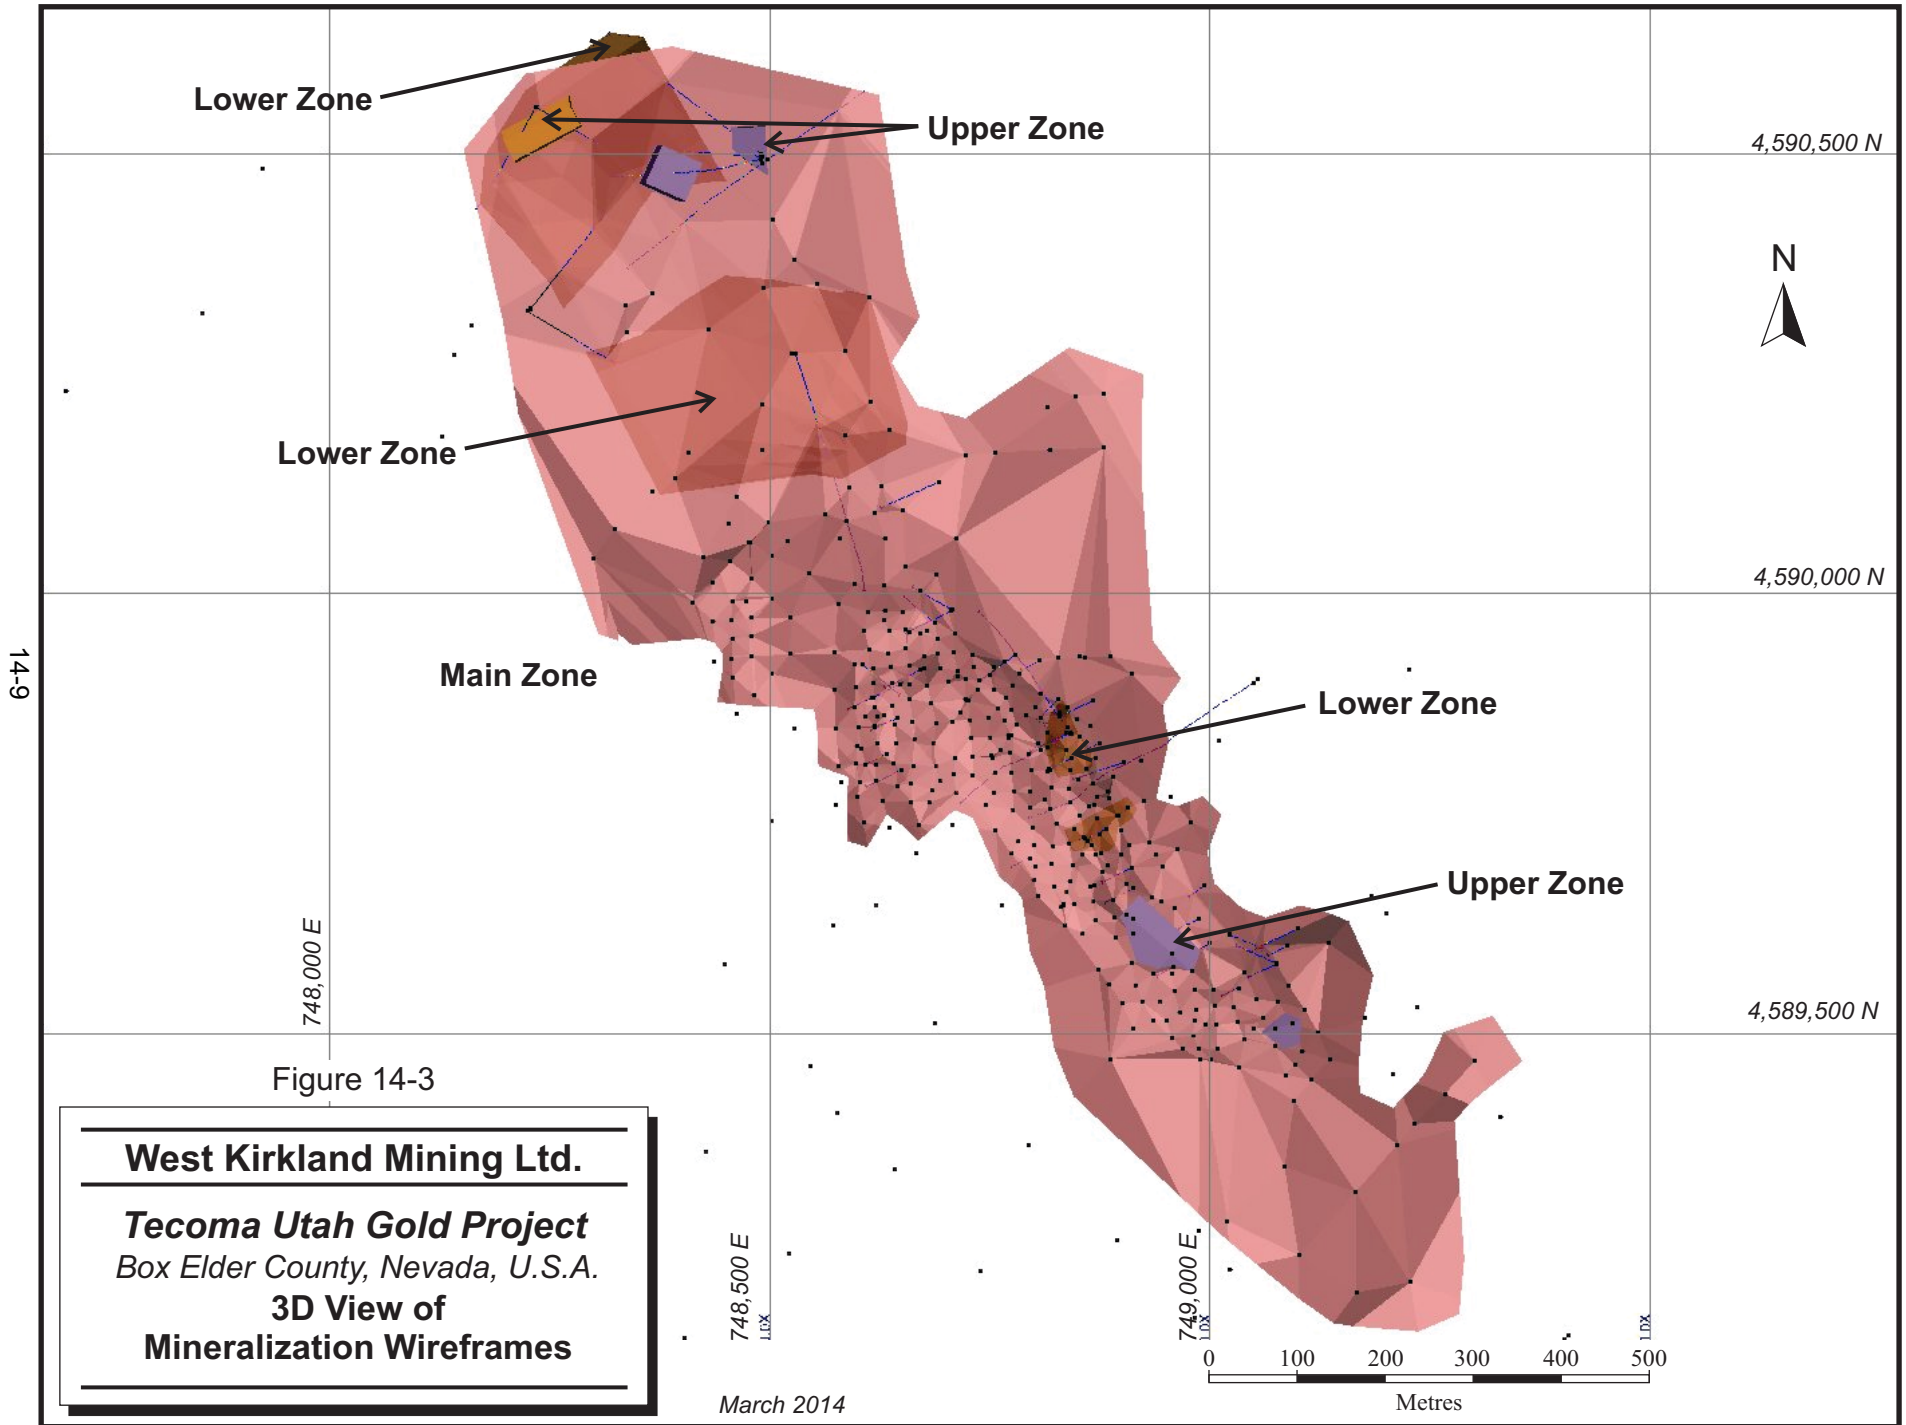 Lower Zone
Upper Zone
4,590,500 N
N
Lower Zone
4,590,000 N
14-9
Main Zone
Lower Zone
Upper Zone
748,000 E
4,589,500 N
Figure 14-3
West Kirkland Mining Ltd.
Tecoma Utah Gold Project
Box Elder County, Nevada, U.S.A.
3D View of
Mineralization Wireframes
748,500 E
749,000 E
0 100 200 300 400 500
Metres
March 2014